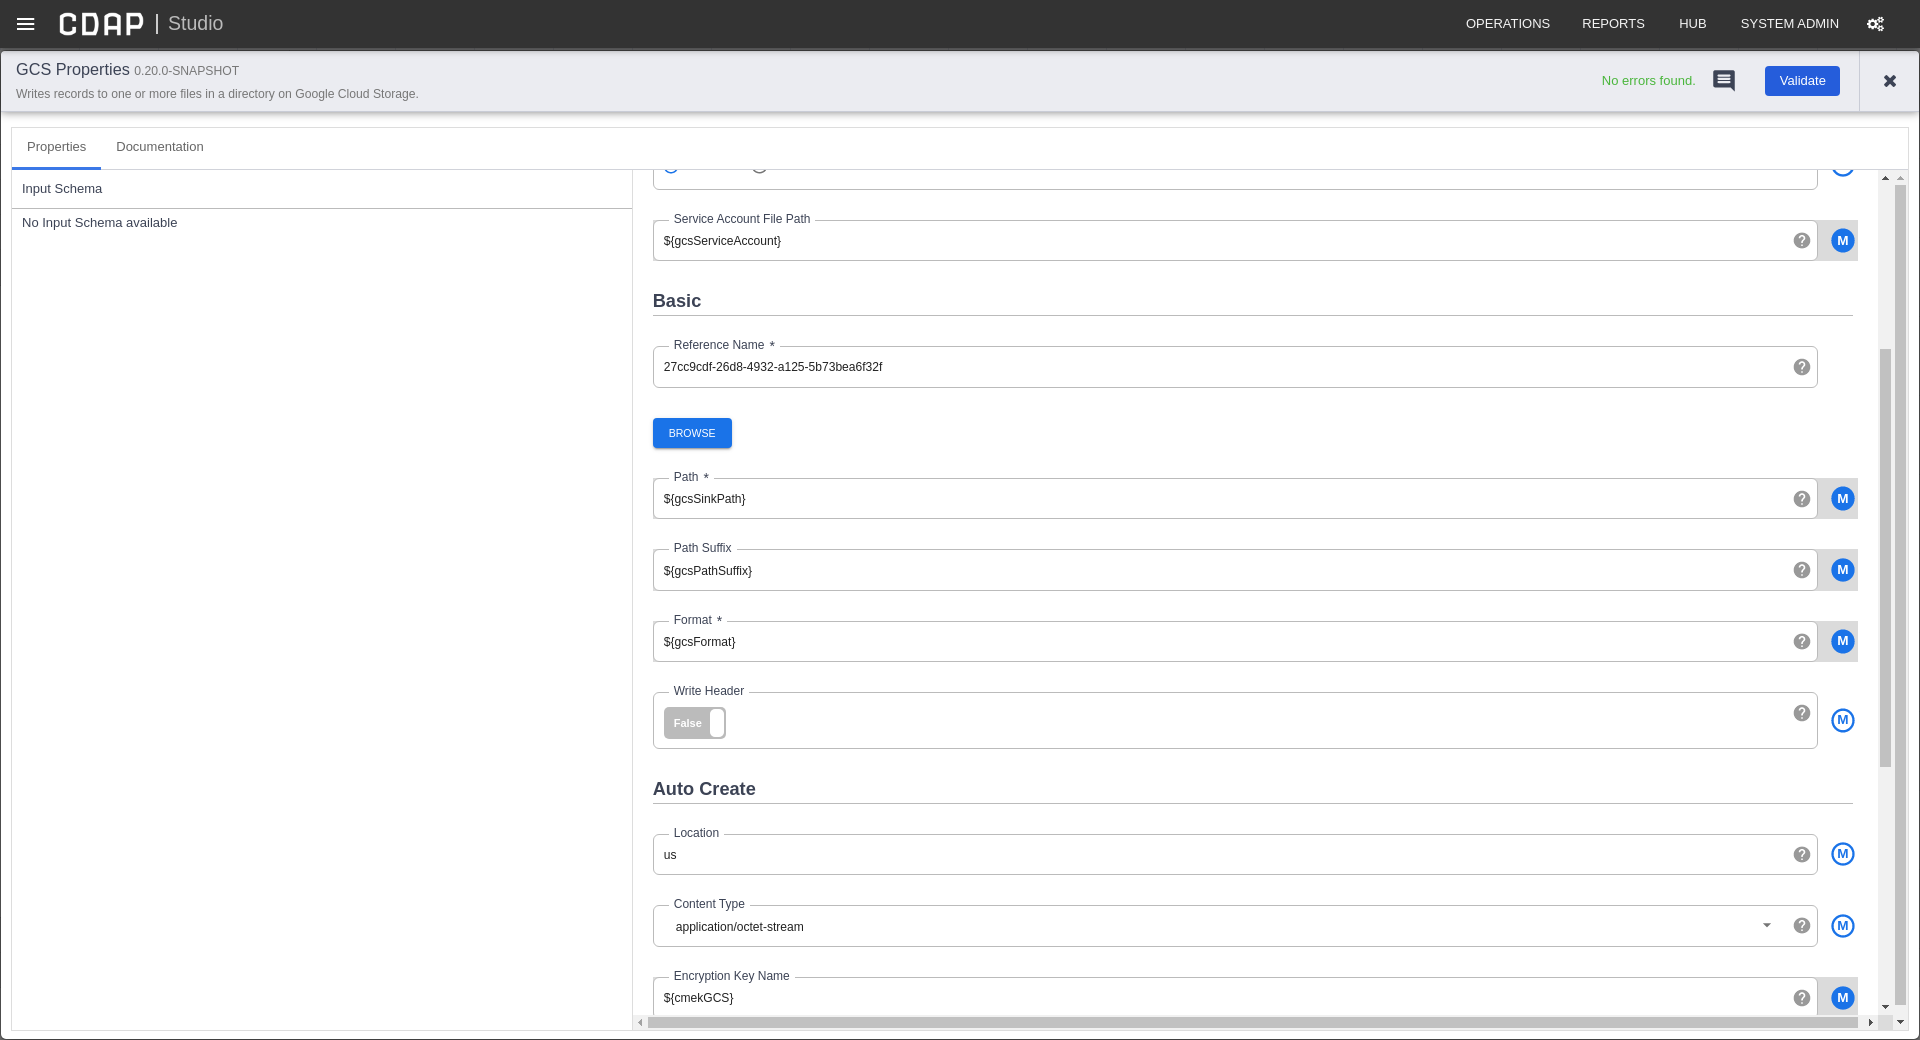 CDAP | Studio
OPERATIONS REPORTS HUB SYSTEM ADMIN
GCS Properties 0.20.0-SNAPSHOT
Writes records to one or more files in a directory on Google Cloud Storage.
No errors found.
Validate
Properties Documentation
Input Schema
No Input Schema available
Service Account File Path
${gcsServiceAccount}
M
Basic
Reference Name *
27cc9cdf-26d8-4932-a125-5b73bea6f32f
BROWSE
Path *
${gcsSinkPath}
M
Path Suffix
${gcsPathSuffix}
M
Format *
${gcsFormat}
M
Write Header
False
M
Auto Create
Location
us
M
Content Type
application/octet-stream
M
Encryption Key Name
${cmekGCS}
M